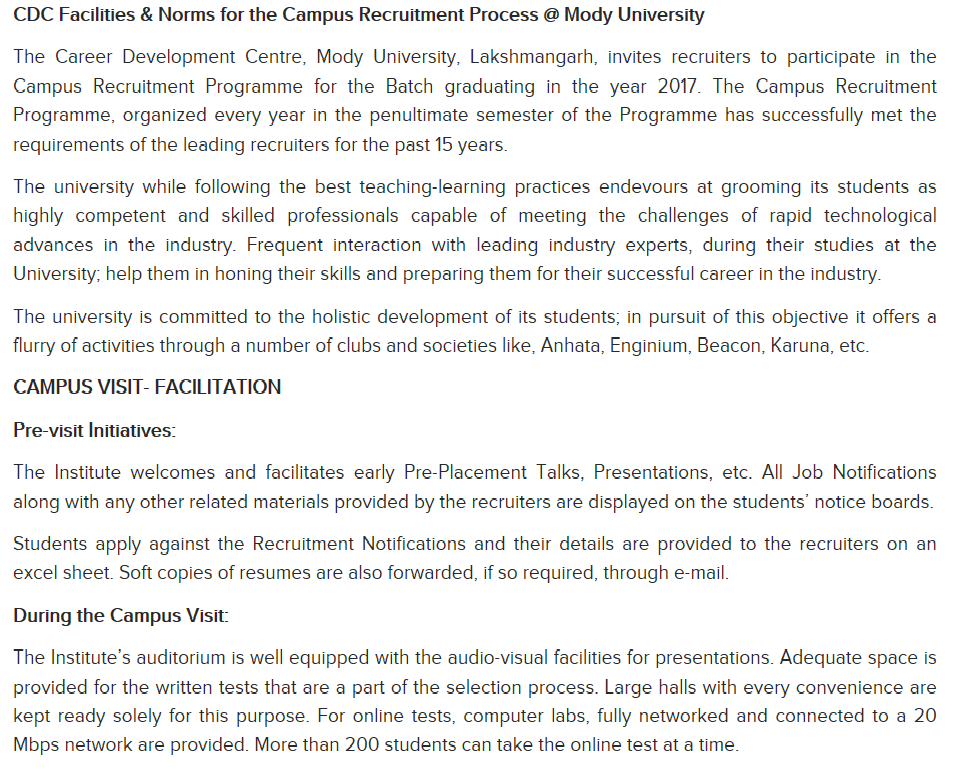 CDC Facilities & Norms for the Campus Recruitment Process @ Mody University
The Career Development Centre, Mody University, Lakshmangarh, invites recruiters to participate in the
Campus Recruitment Programme for the Batch graduating in the year 2017. The Campus Recruitment
Programme, organized every year in the penultimate semester of the Programme has successfully met the
requirements of the leading recruiters for the past 15 years.
The university while following the best teaching-learning practices endevours at grooming its students as
highly competent and skilled professionals capable of meeting the challenges of rapid technological
advances in the industry. Frequent interaction with leading industry experts, during their studies at the
University; help them in honing their skills and preparing them for their successful career in the industry.
The university is committed to the holistic development of its students; in pursuit of this objective it offers a
flurry of activities through a number of clubs and societies like, Anhata, Enginium, Beacon, Karuna, etc.
CAMPUS VISIT- FACILITATION
Pre-visit Initiatives:
The Institute welcomes and facilitates early Pre-Placement Talks, Presentations, etc. All Job Notifications
along with any other related materials provided by the recruiters are displayed on the students’ notice boards.
Students apply against the Recruitment Notifications and their details are provided to the recruiters on an
excel sheet. Soft copies of resumes are also forwarded, if so required, through e-mail.
During the Campus Visit:
The Institute’s auditorium is well equipped with the audio-visual facilities for presentations. Adequate space is
provided for the written tests that are a part of the selection process. Large halls with every convenience are
kept ready solely for this purpose. For online tests, computer labs, fully networked and connected to a 20
Mbps network are provided. More than 200 students can take the online test at a time.